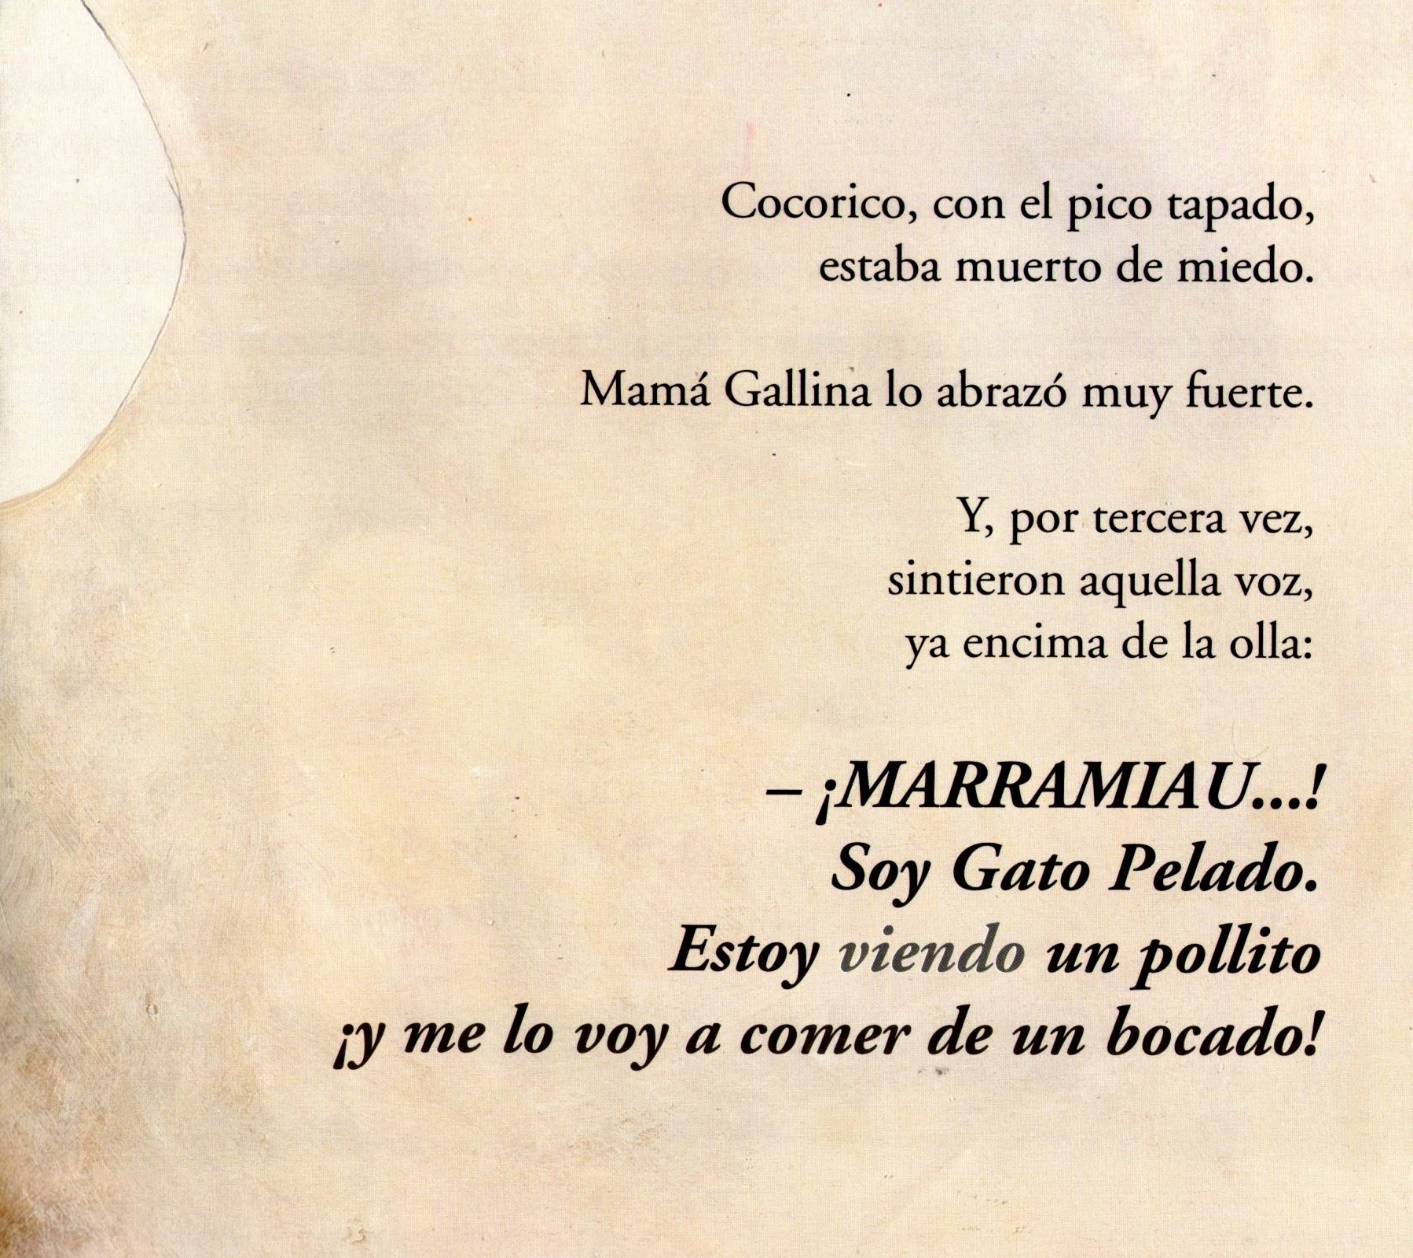 Cocorico, con el pico tapado,
estaba muerto de miedo.
Mamá Gallina lo abrazó muy fuerte.
Y, por tercera vez,
sintieron aquella voz,
ya encima de la olla:
– ¡MARRAMIAU...!
Soy Gato Pelado.
Estoy viendo un pollito
¡y me lo voy a comer de un bocado!